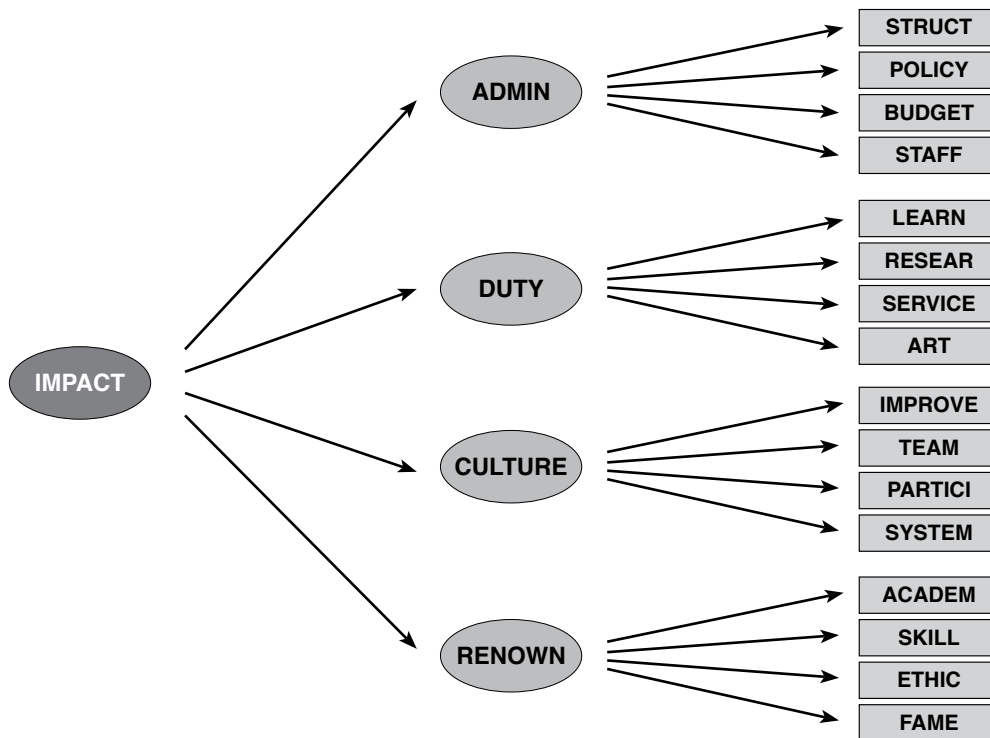 IMPACT
ADMIN
STRUCT
POLICY
BUDGET
STAFF
DUTY
LEARN
RESEAR
SERVICE
ART
CULTURE
IMPROVE
TEAM
PARTICI
SYSTEM
RENOWN
ACADEM
SKILL
ETHIC
FAME